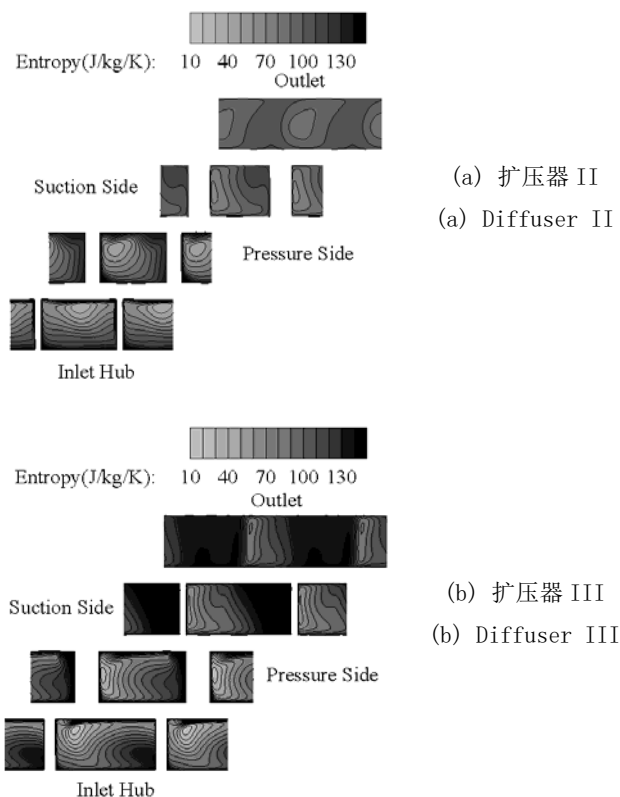 Entropy(J/kg/K): 10 40 70 100 130
Outlet
Suction Side
Pressure Side
Inlet Hub
(a) 扩压器 II
(a) Diffuser II
Entropy(J/kg/K): 10 40 70 100 130
Outlet
Suction Side
Pressure Side
Inlet Hub
(b) 扩压器 III
(b) Diffuser III